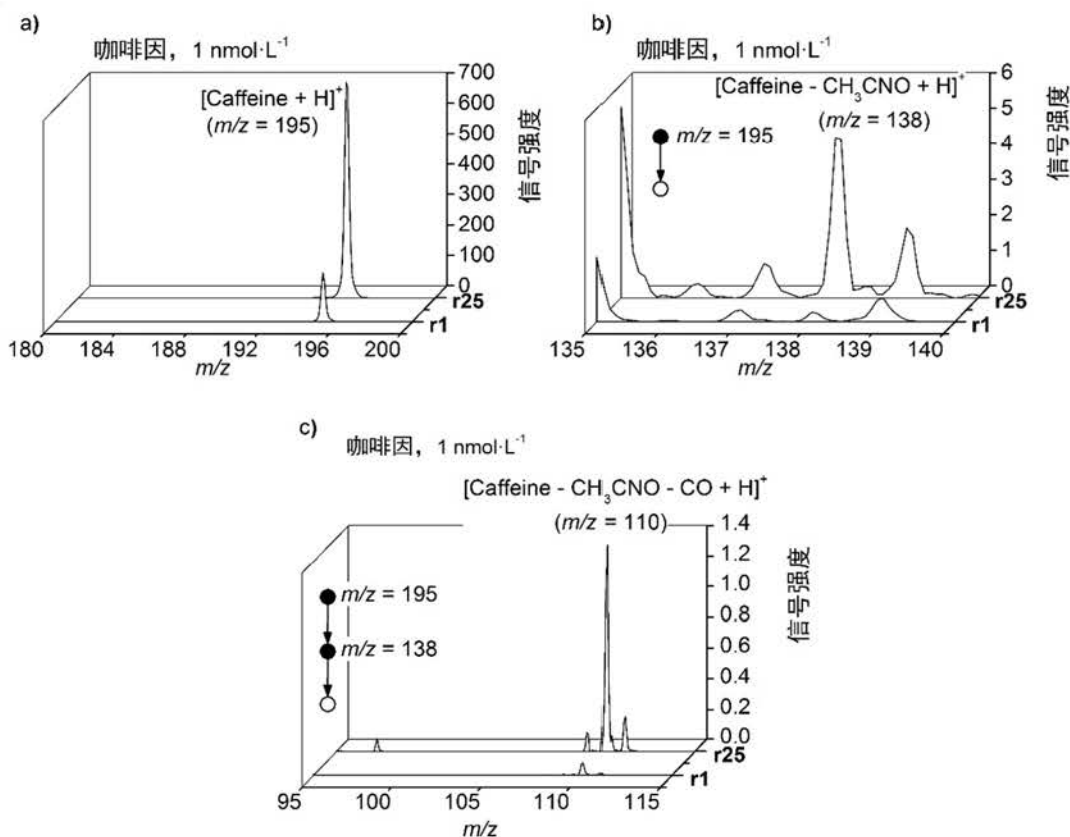 a)
咖啡因，1 nmol·L⁻¹
[Caffeine + H]⁺
(m/z = 195)
700
600
500
400
300
200
100
0
信号强度
r25
r1
180 184 188 192 196 200
m/z
b)
咖啡因，1 nmol·L⁻¹
[Caffeine - CH₃CNO + H]⁺
(m/z = 138)
m/z = 195
6
5
4
3
2
1
0
信号强度
r25
r1
135 136 137 138 139 140
m/z
c)
咖啡因，1 nmol·L⁻¹
[Caffeine - CH₃CNO - CO + H]⁺
(m/z = 110)
m/z = 195
m/z = 138
1.4
1.2
1.0
0.8
0.6
0.4
0.2
0.0
信号强度
r25
r1
95 100 105 110 115
m/z